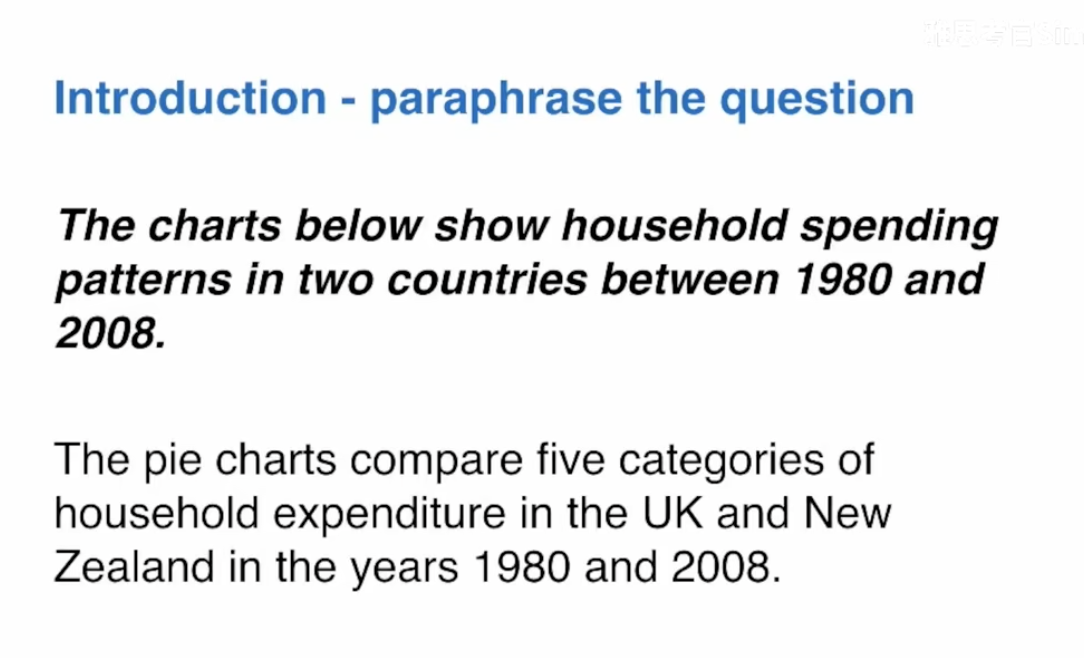 Introduction - paraphrase the question
The charts below show household spending
patterns in two countries between 1980 and
2008.
The pie charts compare five categories of
household expenditure in the UK and New
Zealand in the years 1980 and 2008.